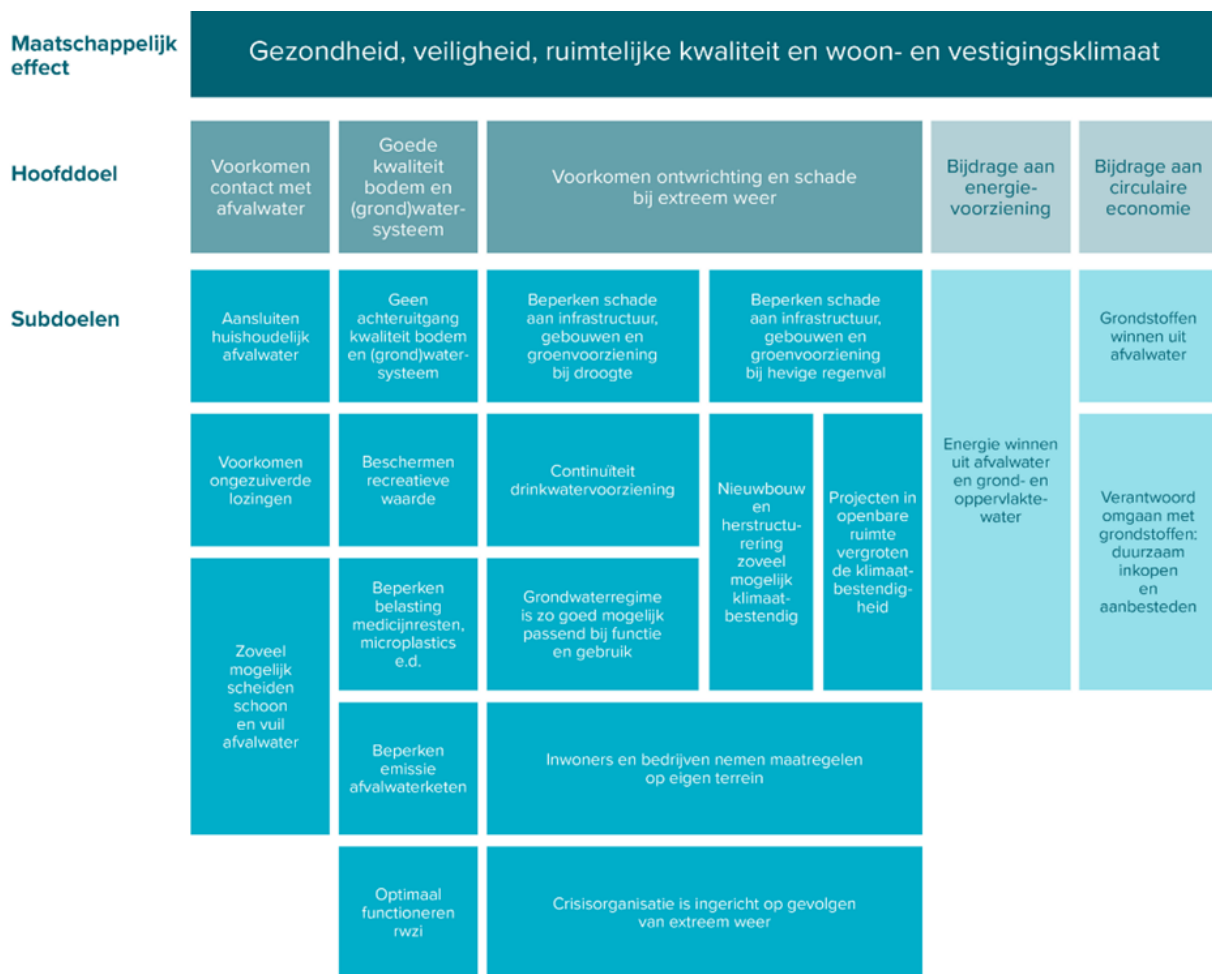 Maatschappelijk
effect
Gezondheid, veiligheid, ruimtelijke kwaliteit en woon- en vestigingsklimaat
Hoofddoel
Voorkomen
contact met
afvalwater
Goede
kwaliteit
bodem en
(grond)water-
systeem
Voorkomen ontwrichting en schade
bij extreem weer
Bijdrage aan
energie-
voorziening
Bijdrage aan
circulaire
economie
Subdoelen
Aansluiten
huishoudelijk
afvalwater
Geen
achteruitgang
kwaliteit bodem
en (grond)water-
systeem
Beperken schade
aan infrastructuur,
gebouwen en
groenvoorziening
bij droogte
Beperken schade
aan infrastructuur,
gebouwen en
groenvoorziening
bij hevige regenval
Grondstoffen
winnen uit
afvalwater
Voorkomen
ongezuiverde
lozingen
Beschermen
recreatieve
waarde
Continuïteit
drinkwatervoorziening
Nieuwbouw
en
herstructu-
rering
zoveel
mogelijk
klimaat-
bestendig
Projecten in
openbare
ruimte
vergroten
de klimaat-
bestendig-
heid
Energie winnen
uit afvalwater
en grond- en
oppervlakte-
water
Verantwoord
omgaan met
grondstoffen:
duurzaam
inkopen
en
aanbesteden
Zoveel
mogelijk
scheiden
schoon
en vuil
afvalwater
Beperken
belasting
medicijnresten,
microplastics
e.d.
Grondwaterregime
is zo goed mogelijk
passend bij functie
en gebruik
Beperken
emissie
afvalwaterketen
Inwoners en bedrijven nemen maatregelen
op eigen terrein
Optimaal
functioneren
rwzi
Crisisorganisatie is ingericht op gevolgen
van extreem weer